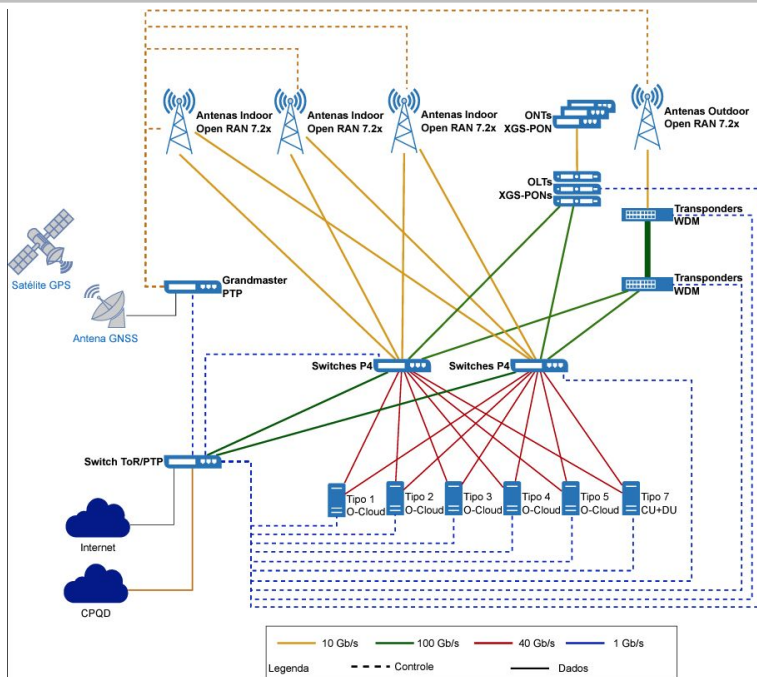 Antenas Indoor
Open RAN 7.2x
Antenas Indoor
Open RAN 7.2x
Antenas Indoor
Open RAN 7.2x
ONTs
XGS-PON
Antenas Outdoor
Open RAN 7.2x
OLTs
XGS-PONs
Transponders
WDM
Satélite GPS
Grandmaster
PTP
Transponders
WDM
Antena GNSS
Switches P4
Switches P4
Switch ToR/PTP
Tipo 1
O-Cloud
Tipo 2
O-Cloud
Tipo 3
O-Cloud
Tipo 4
O-Cloud
Tipo 5
O-Cloud
Tipo 7
CU+DU
Internet
CPQD
10 Gb/s
100 Gb/s
40 Gb/s
1 Gb/s
Legenda
Controle
Dados